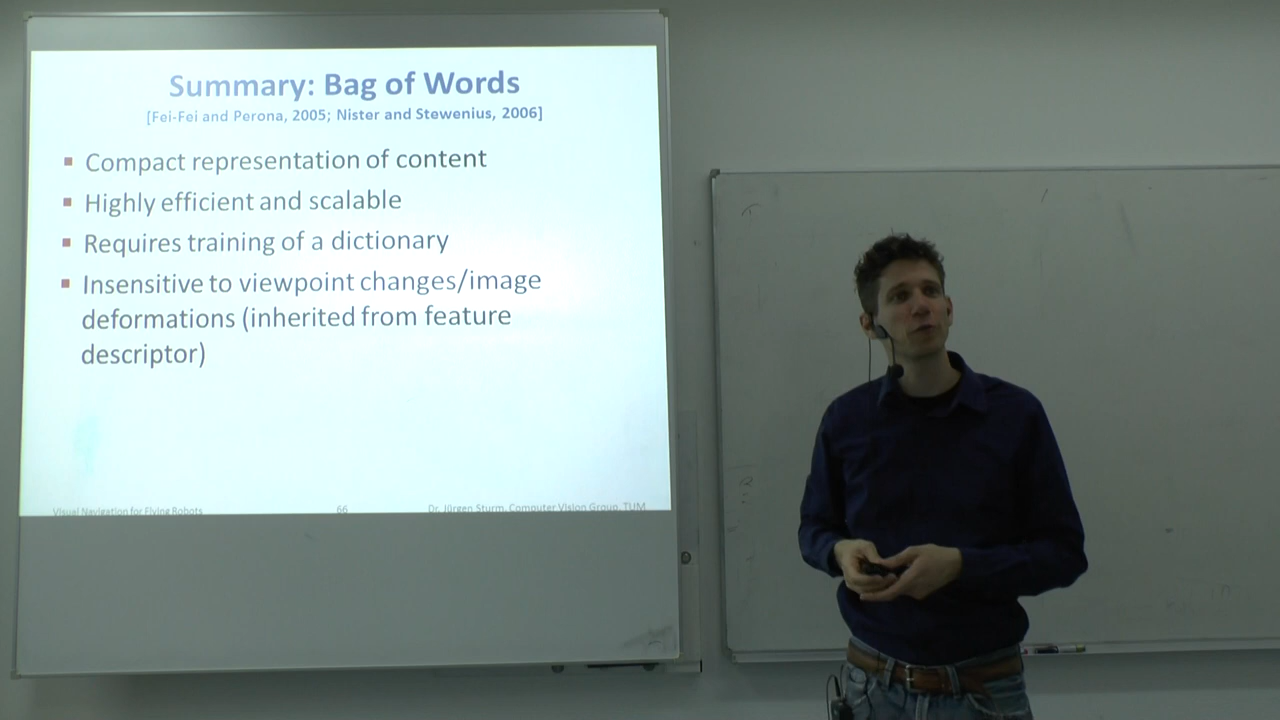 Summary: Bag of Words
[Fei-Fei and Perona, 2005; Nister and Stewenius, 2006]
▪ Compact representation of content
▪ Highly efficient and scalable
▪ Requires training of a dictionary
▪ Insensitive to viewpoint changes/image
deformations (inherited from feature
descriptor)
Visual Navigation for Flying Robots 66 Dr. Jürgen Sturm, Computer Vision Group, TUM